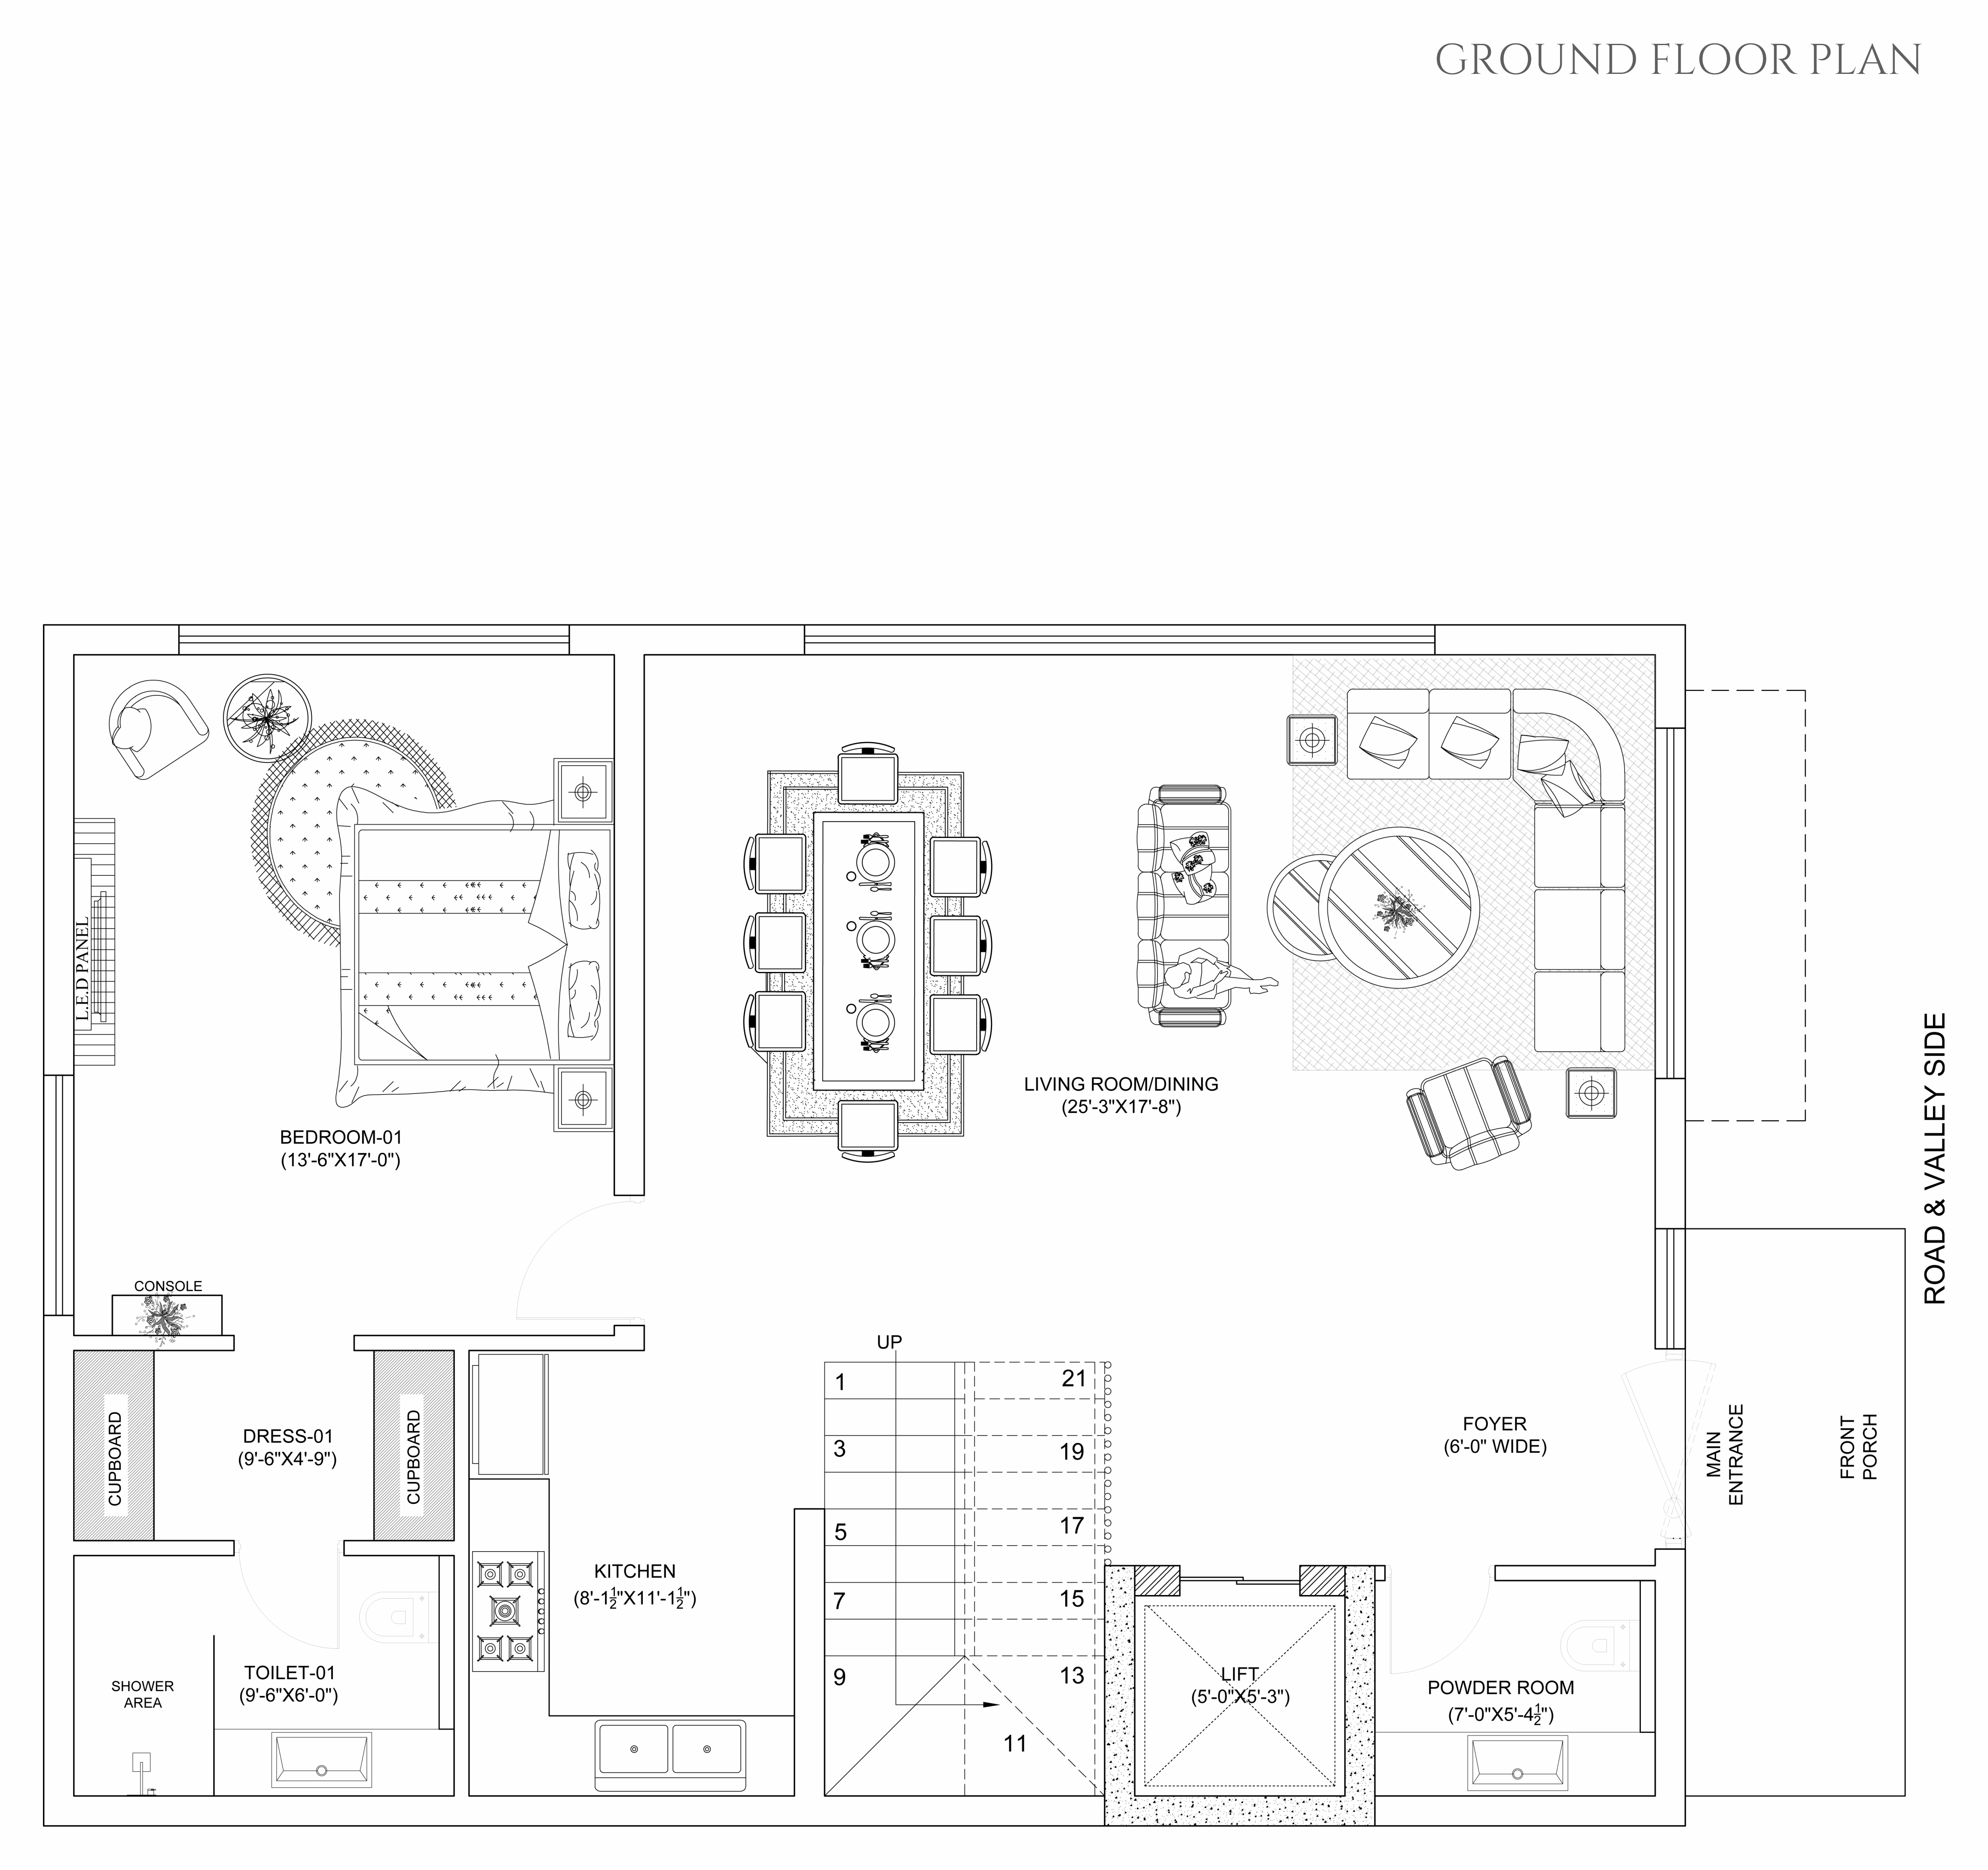 GROUND FLOOR PLAN
L.E.D PANEL
LIVING ROOM/DINING
(25'-3"X17'-8")
BEDROOM-01
(13'-6"X17'-0")
ROAD & VALLEY SIDE
CONSOLE
UP
1
21
3
19
5
17
7
15
9
13
11
CUPBOARD
DRESS-01
(9'-6"X4'-9")
CUPBOARD
FOYER
(6'-0" WIDE)
MAIN
ENTRANCE
FRONT
PORCH
KITCHEN
(8'-1½"X11'-1½")
SHOWER
AREA
TOILET-01
(9'-6"X6'-0")
LIFT
(5'-0"X5'-3")
POWDER ROOM
(7'-0"X5'-4½")